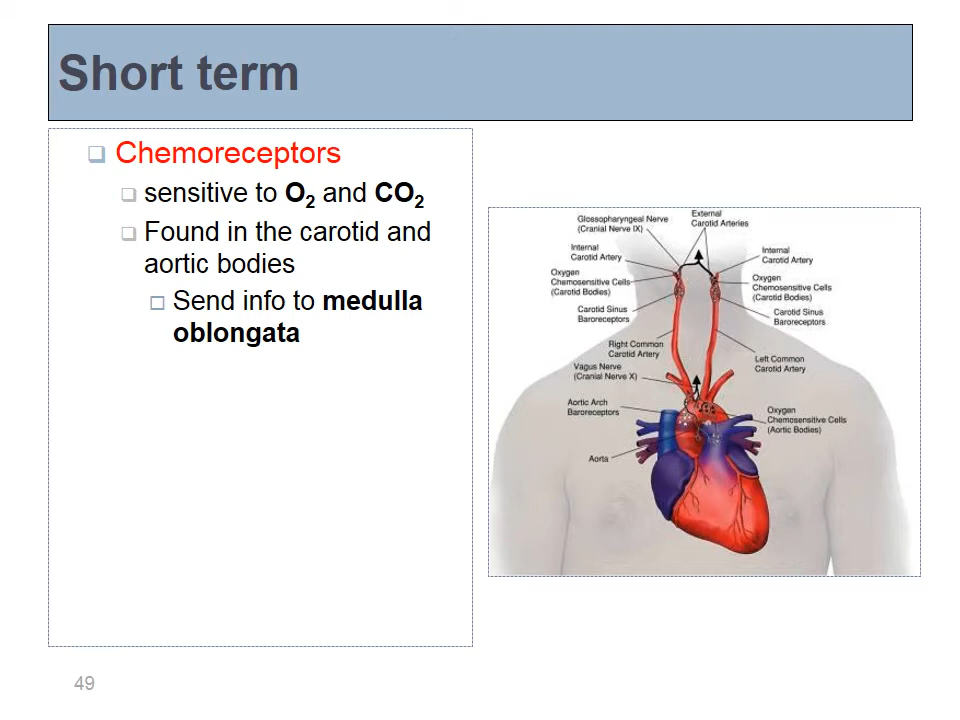 Short term
Chemoreceptors
sensitive to O₂ and CO₂
Found in the carotid and
aortic bodies
Send info to medulla
oblongata
Glossopharyngeal Nerve
(Cranial Nerve IX)
External
Carotid Arteries
Internal
Carotid Artery
Internal
Carotid Artery
Oxygen
Chemosensitive Cells
(Carotid Bodies)
Oxygen
Chemosensitive Cells
(Carotid Bodies)
Carotid Sinus
Baroreceptors
Carotid Sinus
Baroreceptors
Right Common
Carotid Artery
Left Common
Carotid Artery
Vagus Nerve
(Cranial Nerve X)
Aortic Arch
Baroreceptors
Oxygen
Chemosensitive Cells
(Aortic Bodies)
Aorta
49